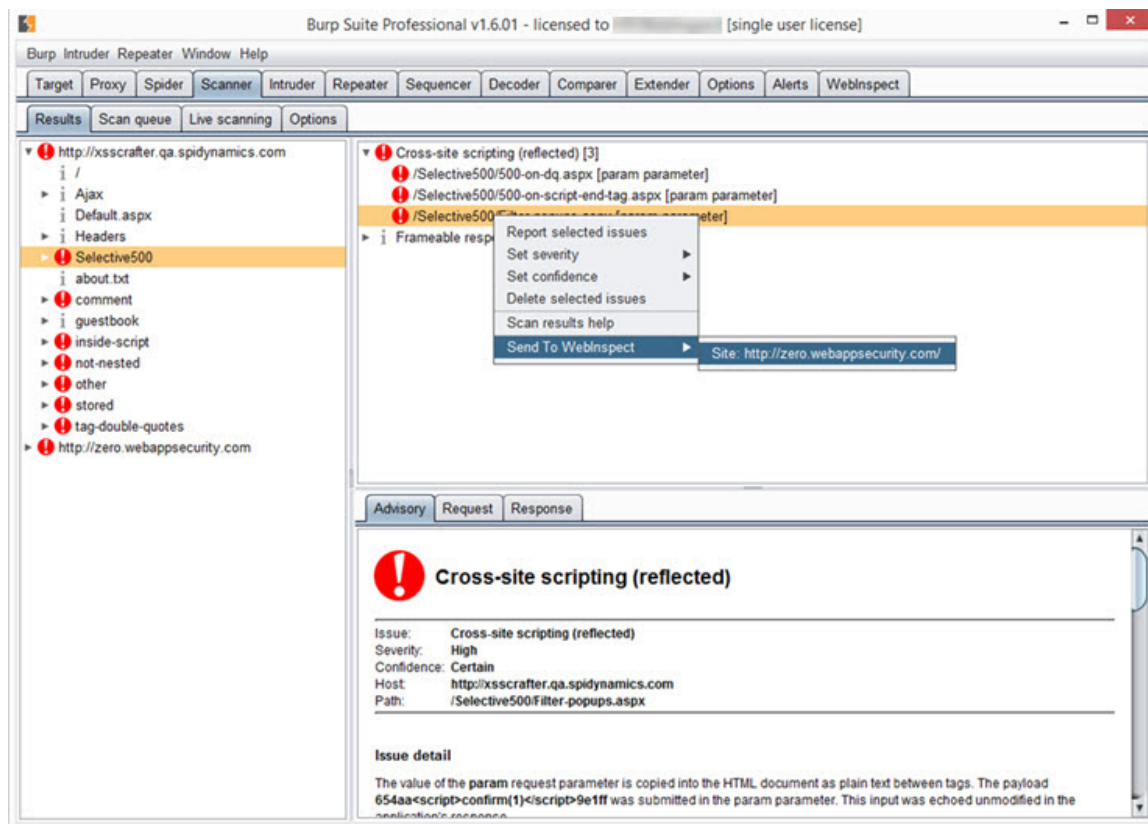 Burp Suite Professional v1.6.01 - licensed to [single user license]
Burp Intruder Repeater Window Help
Target Proxy Spider Scanner Intruder Repeater Sequencer Decoder Comparer Extender Options Alerts WebInspect
Results Scan queue Live scanning Options
http://xsscrafter.qa.spidynamics.com
/
Ajax
Default.aspx
Headers
Selective500
about.txt
comment
guestbook
inside-script
not-nested
other
stored
tag-double-quotes
http://zero.webappsecurity.com
Cross-site scripting (reflected) [3]
/Selective500/500-on-dq.aspx [param parameter]
/Selective500/500-on-script-end-tag.aspx [param parameter]
/Selective500/Filter-popups.aspx [param parameter]
Frameable resp
Report selected issues
Set severity
Set confidence
Delete selected issues
Scan results help
Send To WebInspect
Site: http://zero.webappsecurity.com/
Advisory Request Response
Cross-site scripting (reflected)
Issue: Cross-site scripting (reflected)
Severity: High
Confidence: Certain
Host: http://xsscrafter.qa.spidynamics.com
Path: /Selective500/Filter-popups.aspx
Issue detail
The value of the param request parameter is copied into the HTML document as plain text between tags. The payload
654aa<script>confirm(1)</script>9e1ff was submitted in the param parameter. This input was echoed unmodified in the
application's response.